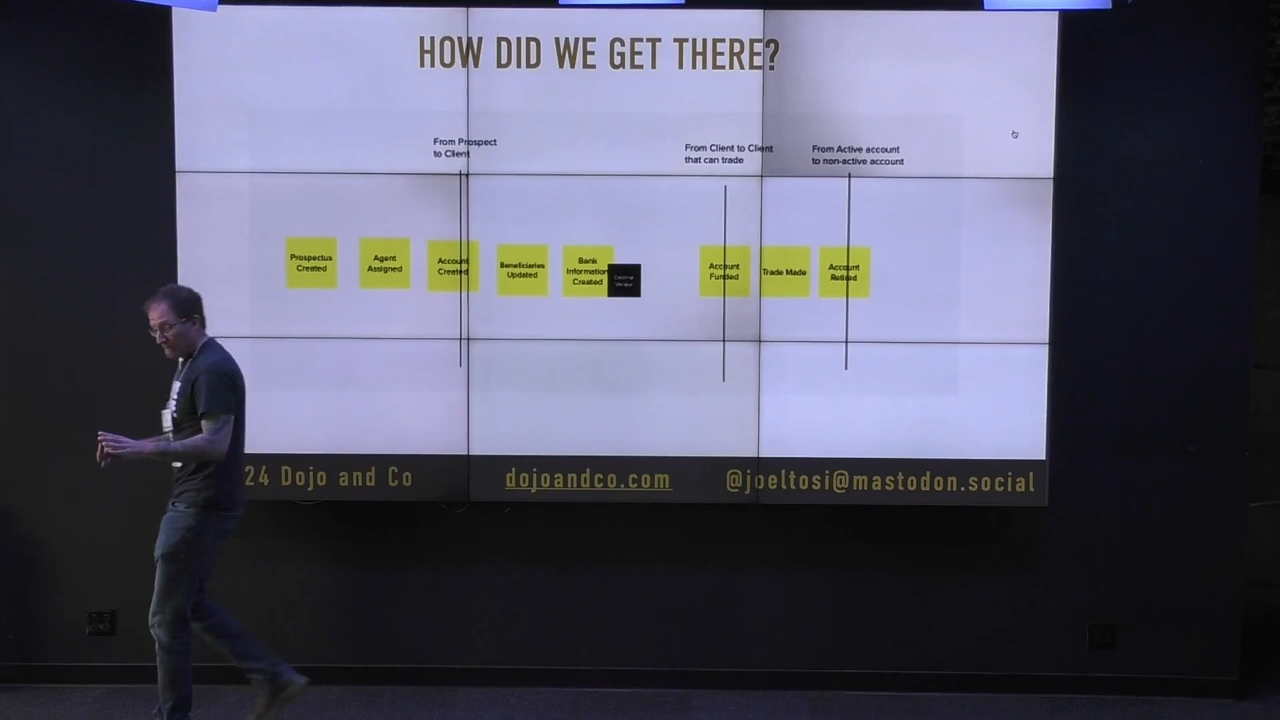 HOW DID WE GET THERE?
From Prospect
to Client
From Client to Client
that can trade
From Active account
to non-active account
Prospectus
Created
Agent
Assigned
Account
Created
Beneficiaries
Updated
Bank
Information
Created
External
Vendor
Account
Funded
Trade Made
Account
Retired
24 Dojo and Co
dojoandco.com
@joeltosi@mastodon.social